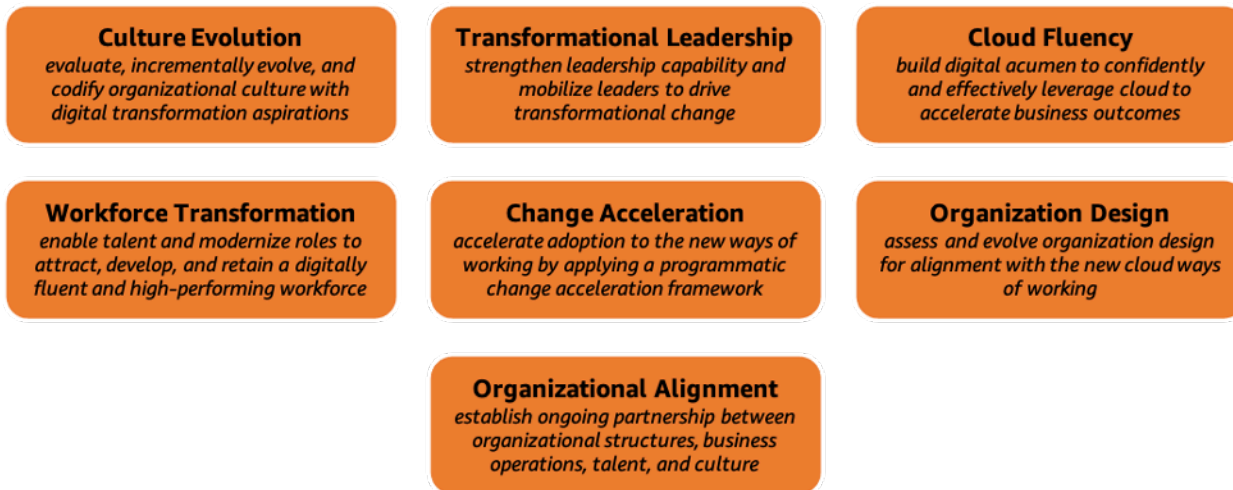 Culture Evolution
evaluate, incrementally evolve, and
codify organizational culture with
digital transformation aspirations
Transformational Leadership
strengthen leadership capability and
mobilize leaders to drive
transformational change
Cloud Fluency
build digital acumen to confidently
and effectively leverage cloud to
accelerate business outcomes
Workforce Transformation
enable talent and modernize roles to
attract, develop, and retain a digitally
fluent and high-performing workforce
Change Acceleration
accelerate adoption to the new ways of
working by applying a programmatic
change acceleration framework
Organization Design
assess and evolve organization design
for alignment with the new cloud ways
of working
Organizational Alignment
establish ongoing partnership between
organizational structures, business
operations, talent, and culture